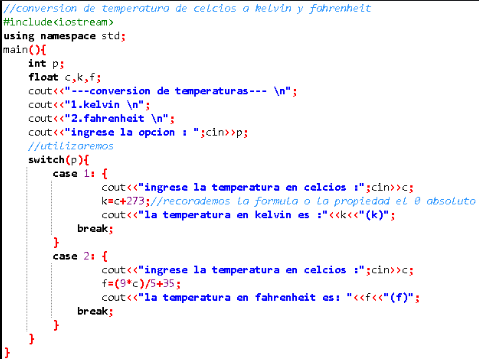 //conversion de temperatura de celcios a kelvin y fahrenheit
#include<iostream>
using namespace std;
main(){
int p;
float c,k,f;
cout<<"---conversion de temperaturas--- \n";
cout<<"1.kelvin \n";
cout<<"2.fahrenheit \n";
cout<<"ingrese la opcion : ";cin>>p;
//utilizaremos
switch(p){
case 1: {
cout<<"ingrese la temperatura en celcios :";cin>>c;
k=c+273;//recorademos la formula o la propiedad el 0 absoluto
cout<<"la temperatura en kelvin es :"<<k<<"(k)";
break;
}
case 2: {
cout<<"ingrese la temperatura en celcios :";cin>>c;
f=(9*c)/5+35;
cout<<"la temperatura en fahrenheit es: "<<f<<"(f)";
break;
}
}
}